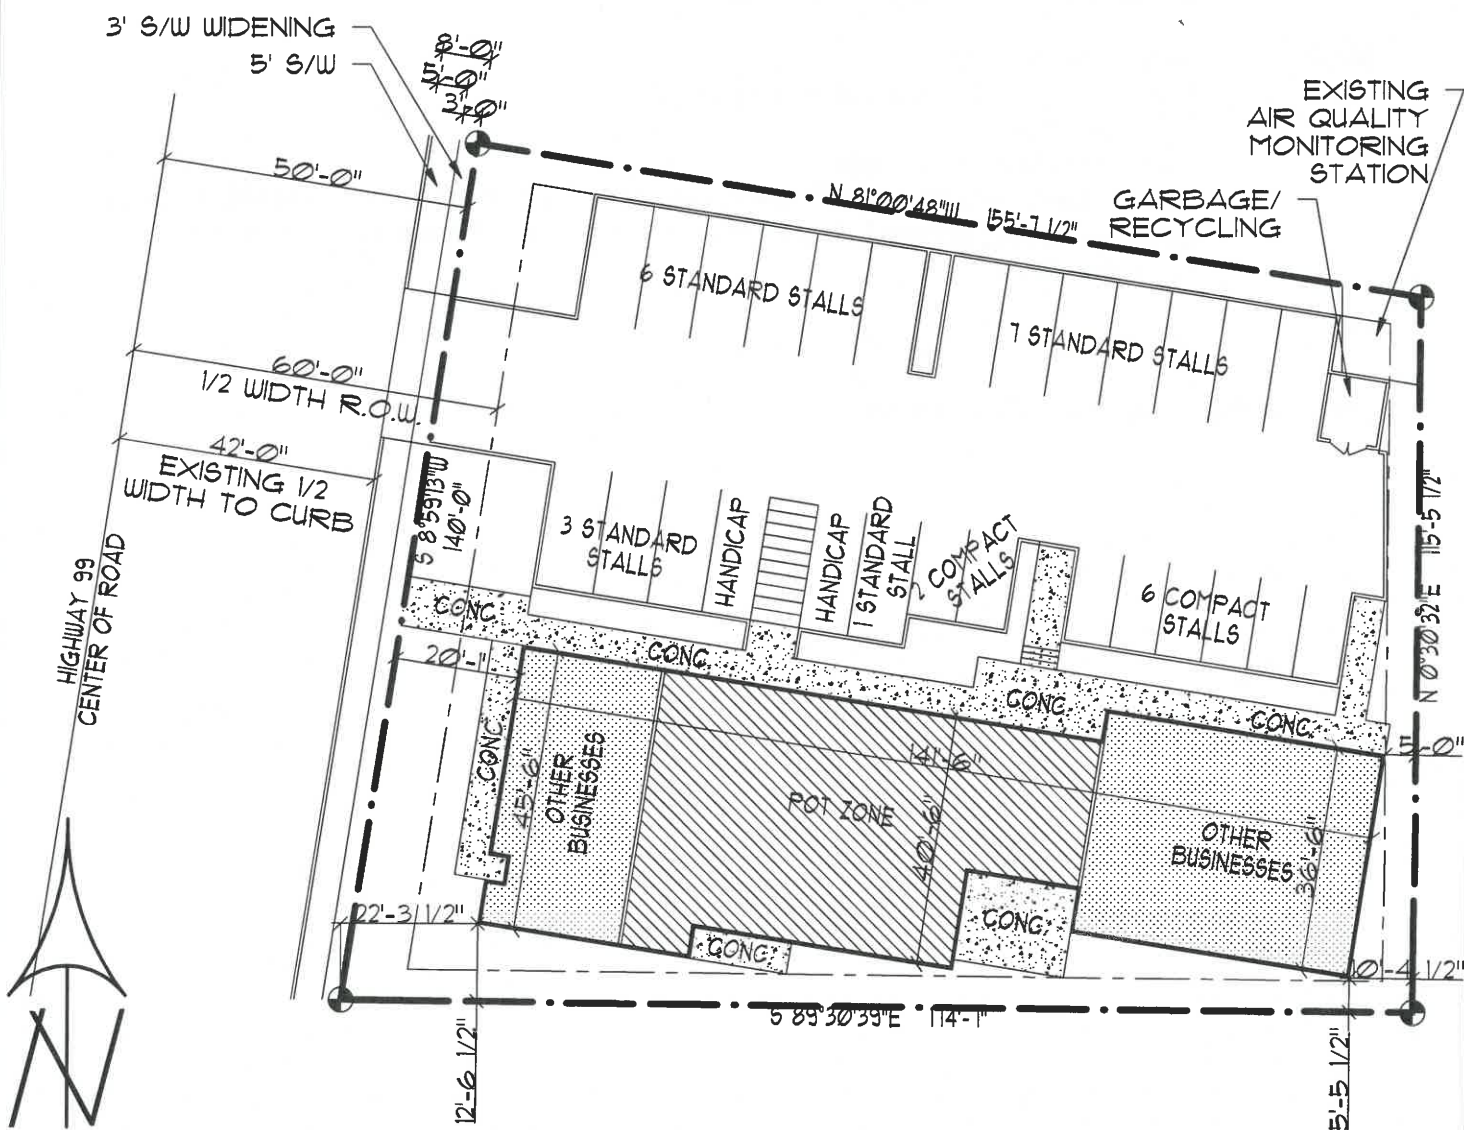 3' S/W WIDENING
5' S/W
8'-0"
5'-0"
3'-0"
EXISTING
AIR QUALITY
MONITORING
STATION
GARBAGE/
RECYCLING
50'-0"
N 81°00'48"W 155'-7 1/2"
6 STANDARD STALLS
7 STANDARD STALLS
60'-0"
1/2 WIDTH R.O.W.
42'-0"
EXISTING 1/2
WIDTH TO CURB
HIGHWAY 99
CENTER OF ROAD
S 8°59'13"W
140'-0"
3 STANDARD
STALLS
HANDICAP
HANDICAP
1 STANDARD
STALL
2 COMPACT
STALLS
6 COMPACT
STALLS
N 0°30'32"E 115'-5 1/2"
CONC.
20'-1"
CONC.
CONC.
CONC.
CONC.
5'-0"
45'-6"
OTHER
BUSINESSES
141'-6"
POT ZONE
40'-6"
OTHER
BUSINESSES
36'-6"
22'-3 1/2"
CONC.
CONC.
10'-4 1/2"
S 89°30'39"E 114'-1"
12'-6 1/2"
5'-5 1/2"
N